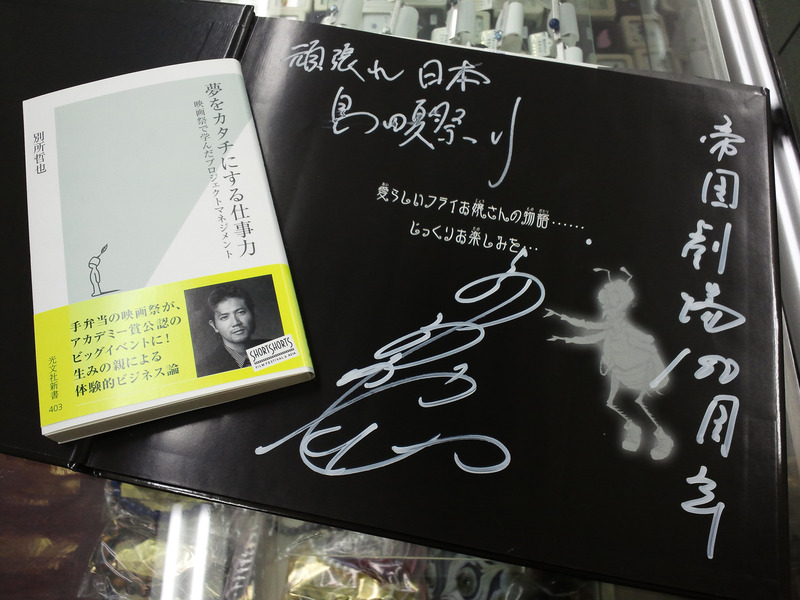 夢をカタチにする仕事力
映画祭で学んだプロジェクトマネジメント
別所哲也
手弁当の映画祭が、
アカデミー賞公認の
ビッグイベントに!
生みの親による
体験的ビジネス論
光文社新書
403
SHORTSHORTS
FILM FESTIVAL & ASIA
頑張れ 日本
島田夏祭り
愛らしいフライお嬢さんの物語……
じっくりお楽しみを…
帝国劇場100周年